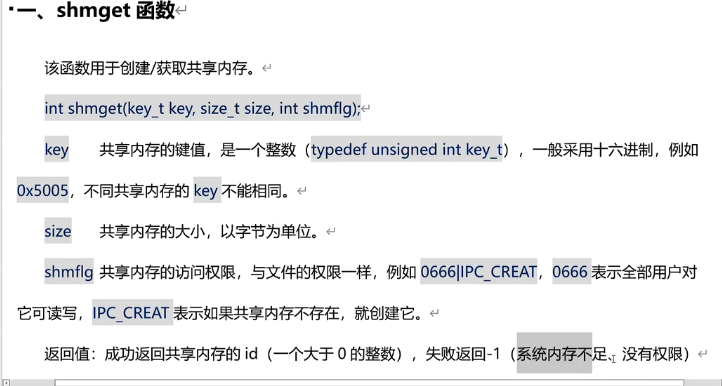 一、shmget 函数
该函数用于创建/获取共享内存。
int shmget(key_t key, size_t size, int shmflg);
key 共享内存的键值，是一个整数（typedef unsigned int key_t），一般采用十六进制，例如
0x5005，不同共享内存的 key 不能相同。
size 共享内存的大小，以字节为单位。
shmflg 共享内存的访问权限，与文件的权限一样，例如 0666|IPC_CREAT，0666 表示全部用户对
它可读写，IPC_CREAT 表示如果共享内存不存在，就创建它。
返回值：成功返回共享内存的 id（一个大于 0 的整数），失败返回-1（系统内存不足、没有权限）